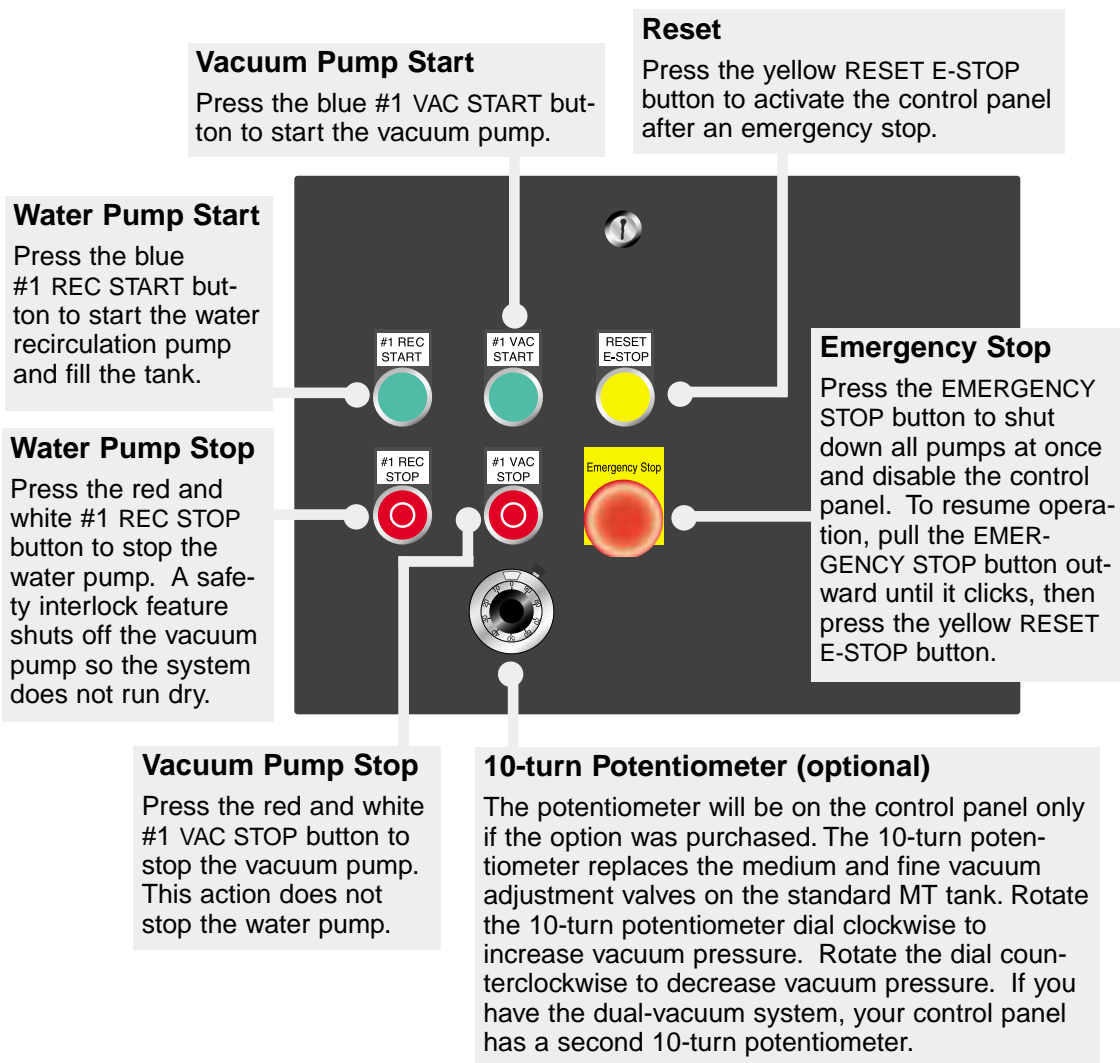 Reset
Press the yellow RESET E-STOP
button to activate the control panel
after an emergency stop.
Vacuum Pump Start
Press the blue #1 VAC START but-
ton to start the vacuum pump.
Water Pump Start
Press the blue
#1 REC START but-
ton to start the water
recirculation pump
and fill the tank.
#1 REC
START
#1 VAC
START
RESET
E-STOP
Emergency Stop
Press the EMERGENCY
STOP button to shut
down all pumps at once
and disable the control
panel. To resume opera-
tion, pull the EMER-
GENCY STOP button out-
ward until it clicks, then
press the yellow RESET
E-STOP button.
Water Pump Stop
Press the red and
white #1 REC STOP
button to stop the
water pump. A safe-
ty interlock feature
shuts off the vacuum
pump so the system
does not run dry.
#1 REC
STOP
#1 VAC
STOP
Emergency Stop
Vacuum Pump Stop
Press the red and white
#1 VAC STOP button to
stop the vacuum pump.
This action does not
stop the water pump.
10-turn Potentiometer (optional)
The potentiometer will be on the control panel only
if the option was purchased. The 10-turn poten-
tiometer replaces the medium and fine vacuum
adjustment valves on the standard MT tank. Rotate
the 10-turn potentiometer dial clockwise to
increase vacuum pressure. Rotate the dial coun-
terclockwise to decrease vacuum pressure. If you
have the dual-vacuum system, your control panel
has a second 10-turn potentiometer.